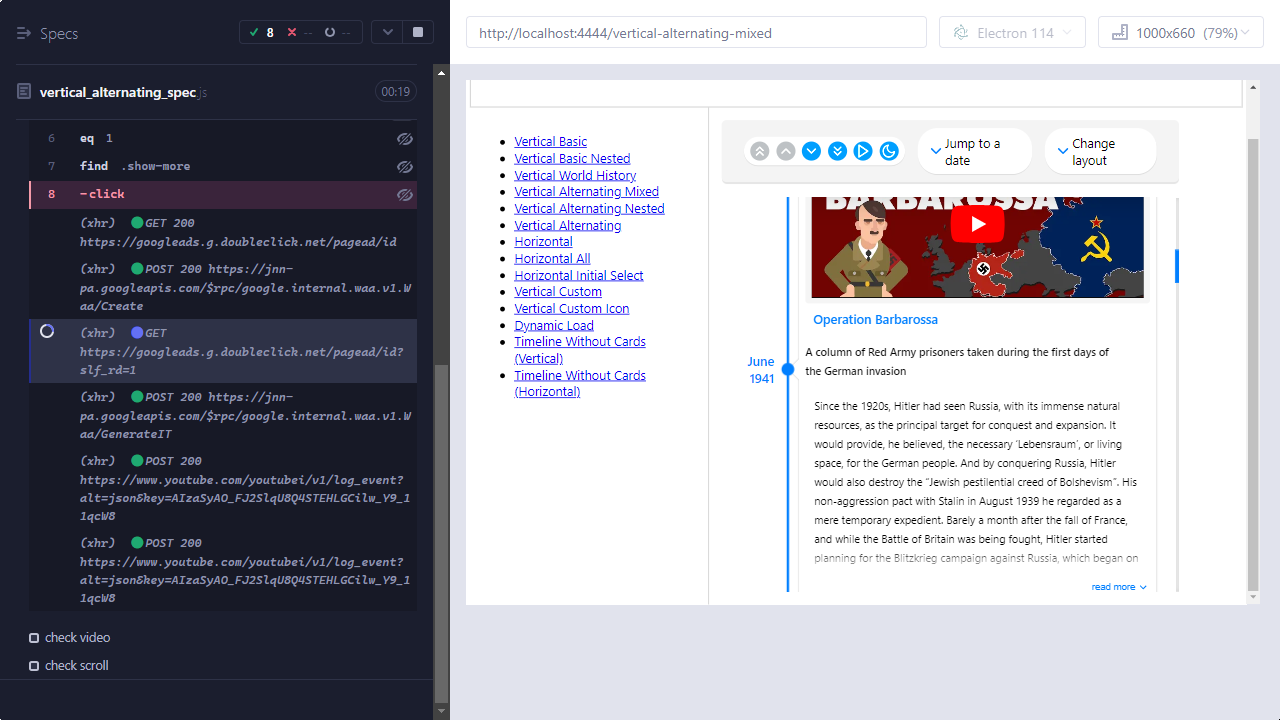 Specs
8
--
--
vertical_alternating_spec.js
00:19
6 eq 1
7 find .show-more
8 -click
(xhr) GET 200
https://googleads.g.doubleclick.net/pagead/id
(xhr) POST 200 https://jnn-
pa.googleapis.com/$rpc/google.internal.waa.v1.W
aa/Create
(xhr) GET
https://googleads.g.doubleclick.net/pagead/id?
slf_rd=1
(xhr) POST 200 https://jnn-
pa.googleapis.com/$rpc/google.internal.waa.v1.W
aa/GenerateIT
(xhr) POST 200
https://www.youtube.com/youtubei/v1/log_event?
alt=json&key=AIzaSyAO_FJ2SlqU8Q4STEHLGCilw_Y9_1
1qcW8
(xhr) POST 200
https://www.youtube.com/youtubei/v1/log_event?
alt=json&key=AIzaSyAO_FJ2SlqU8Q4STEHLGCilw_Y9_1
1qcW8
check video
check scroll
http://localhost:4444/vertical-alternating-mixed
Electron 114
1000x660 (79%)
Vertical Basic
Vertical Basic Nested
Vertical World History
Vertical Alternating Mixed
Vertical Alternating Nested
Vertical Alternating
Horizontal
Horizontal All
Horizontal Initial Select
Vertical Custom
Vertical Custom Icon
Dynamic Load
Timeline Without Cards
(Vertical)
Timeline Without Cards
(Horizontal)
Jump to a
date
Change
layout
BARBAROSSA
Operation Barbarossa
June
1941
A column of Red Army prisoners taken during the first days of
the German invasion
Since the 1920s, Hitler had seen Russia, with its immense natural
resources, as the principal target for conquest and expansion. It
would provide, he believed, the necessary ‘Lebensraum’, or living
space, for the German people. And by conquering Russia, Hitler
would also destroy the “Jewish pestilential creed of Bolshevism”. His
non-aggression pact with Stalin in August 1939 he regarded as a
mere temporary expedient. Barely a month after the fall of France,
and while the Battle of Britain was being fought, Hitler started
planning for the Blitzkrieg campaign against Russia, which began on
read more